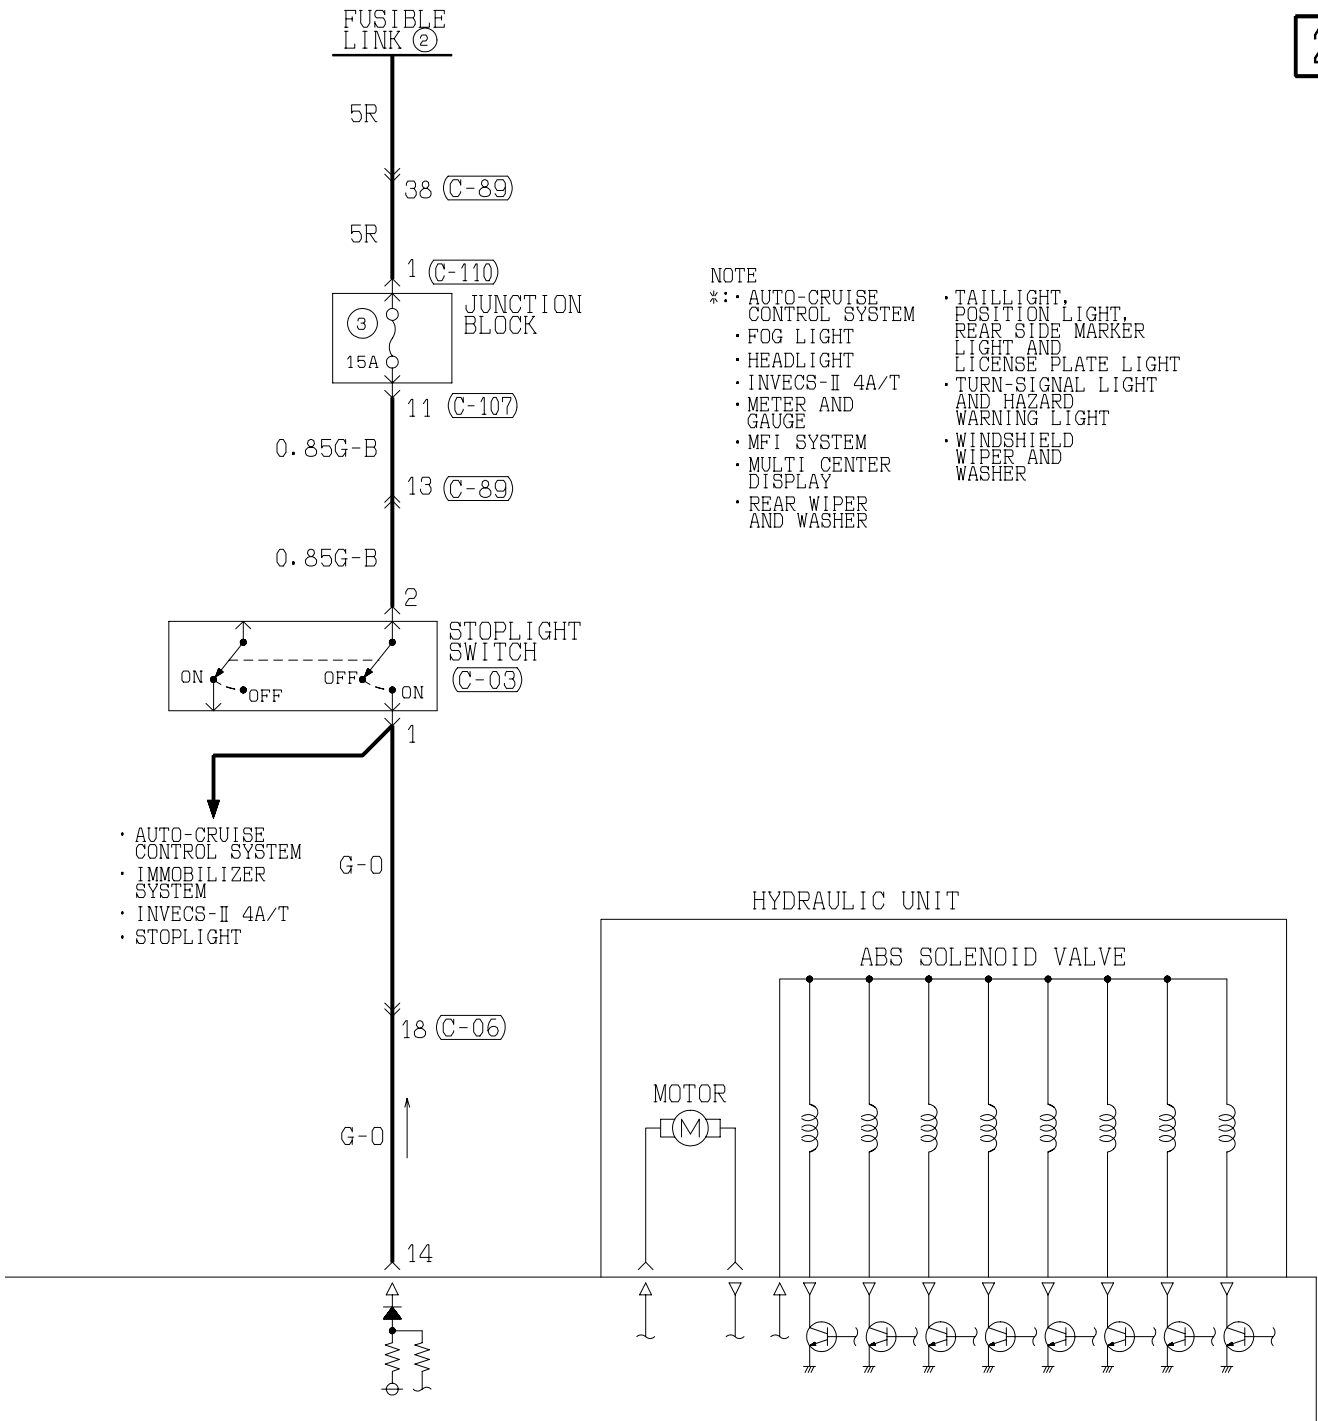 FUSIBLE
LINK ②
5R
38 C-89
5R
1 C-110
③
15A
JUNCTION
BLOCK
11 C-107
0.85G-B
13 C-89
0.85G-B
2
STOPLIGHT
SWITCH
C-03
ON
OFF
OFF
ON
1
· AUTO-CRUISE
CONTROL SYSTEM
· IMMOBILIZER
SYSTEM
· INVECS-Ⅱ 4A/T
· STOPLIGHT
G-O
18 C-06
G-O
14
NOTE
※:· AUTO-CRUISE
CONTROL SYSTEM
· FOG LIGHT
· HEADLIGHT
· INVECS-Ⅱ 4A/T
· METER AND
GAUGE
· MFI SYSTEM
· MULTI CENTER
DISPLAY
· REAR WIPER
AND WASHER
· TAILLIGHT,
POSITION LIGHT,
REAR SIDE MARKER
LIGHT AND
LICENSE PLATE LIGHT
· TURN-SIGNAL LIGHT
AND HAZARD
WARNING LIGHT
· WINDSHIELD
WIPER AND
WASHER
HYDRAULIC UNIT
ABS SOLENOID VALVE
MOTOR
M